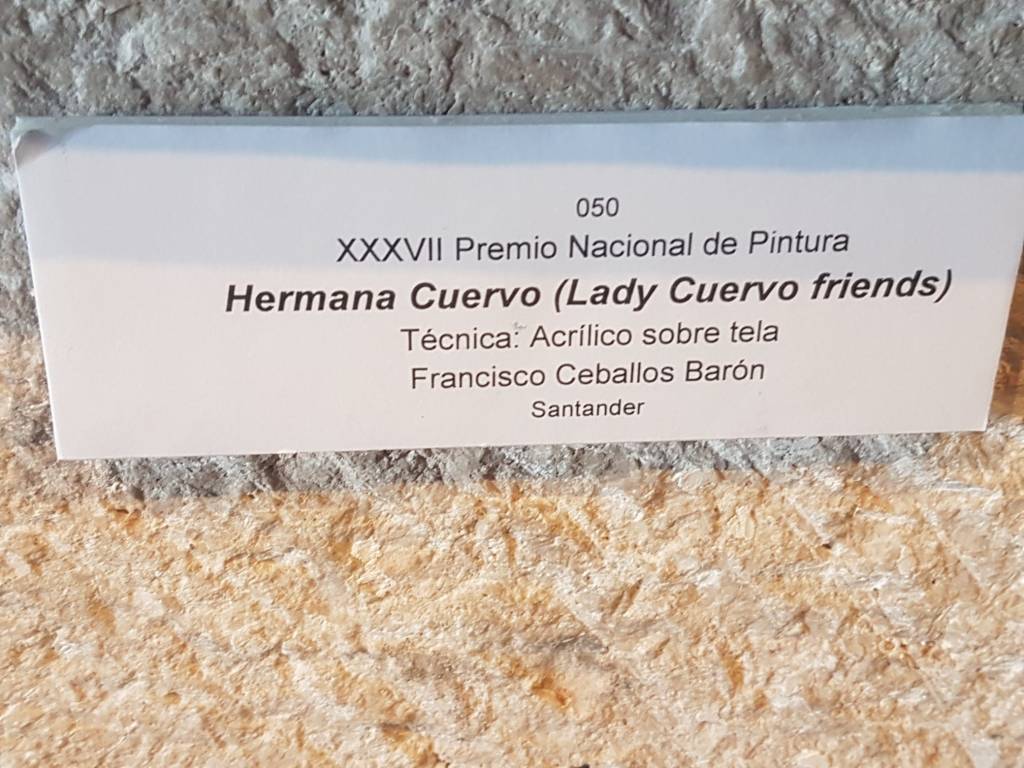 050
XXXVII Premio Nacional de Pintura
Hermana Cuervo (Lady Cuervo friends)
Técnica: Acrílico sobre tela
Francisco Ceballos Barón
Santander